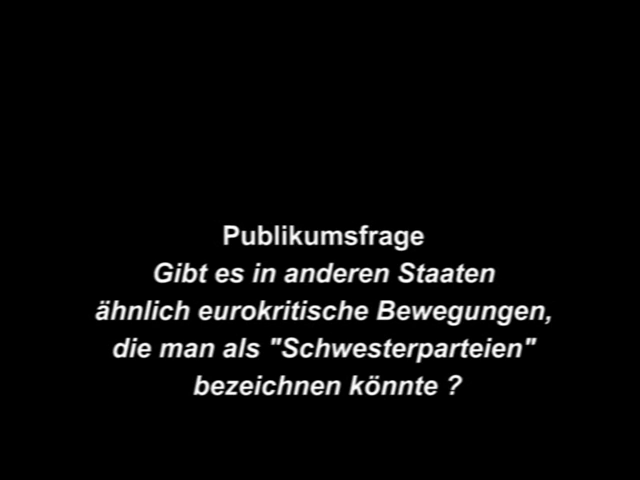 Publikumsfrage
Gibt es in anderen Staaten
ähnlich eurokritische Bewegungen,
die man als "Schwesterparteien"
bezeichnen könnte ?